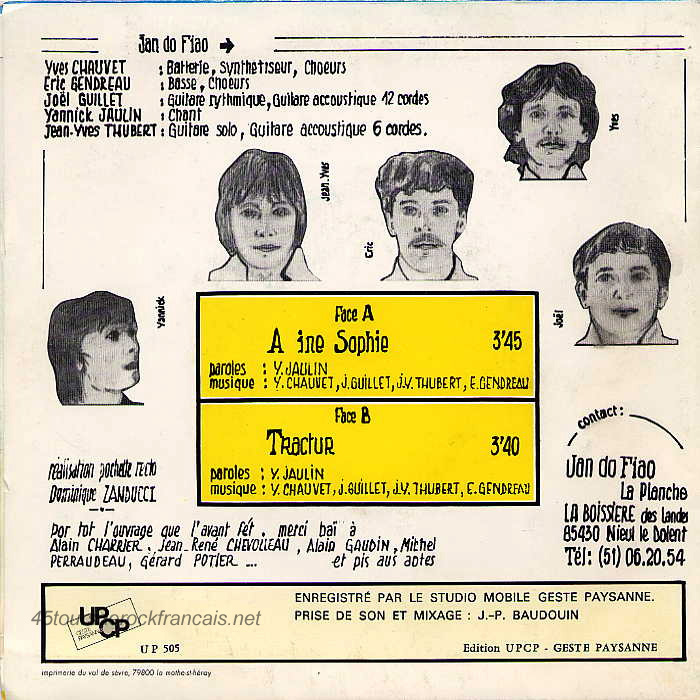 Jan do Fiao →
Yves CHAUVET : Batterie, Synthétiseur, Choeurs
Eric GENDREAU : Basse, Choeurs
Joël GUILLET : Guitare rythmique, Guitare accoustique 12 cordes
Yannick JAULIN : Chant
Jean-Yves THUBERT : Guitare solo, Guitare accoustique 6 cordes.
Yves
Jean-Yves
Eric
Joël
Yannick
Face A
A ine Sophie 3'45
paroles : Y. JAULIN
musique : Y. CHAUVET, J. GUILLET, J.Y. THUBERT, E. GENDREAU
Face B
Tractur 3'40
paroles : Y. JAULIN
musique : Y. CHAUVET, J. GUILLET, J.Y. THUBERT, E. GENDREAU
réalisation pochette recto
Dominique ZANDUCCI
contact :
Jan do Fiao
La Planche
LA BOISSIERE des Landes
85430 Nieul le Dolent
Tél : (51) 06.20.54
Por tot l'ouvrage que l'avant fét, merci bai à
Alain CHARRIER, Jean-René CHEVOLLEAU, Alain GAUDIN, Michel
PERRAUDEAU, Gérard POTIER ... et pis aus aotes
UPCP
GESTE PAYSANNE
UP 505
ENREGISTRÉ PAR LE STUDIO MOBILE GESTE PAYSANNE.
PRISE DE SON ET MIXAGE : J.-P. BAUDOUIN
Edition UPCP - GESTE PAYSANNE
imprimerie du val de sèvre, 79800 la mothe-st-héray